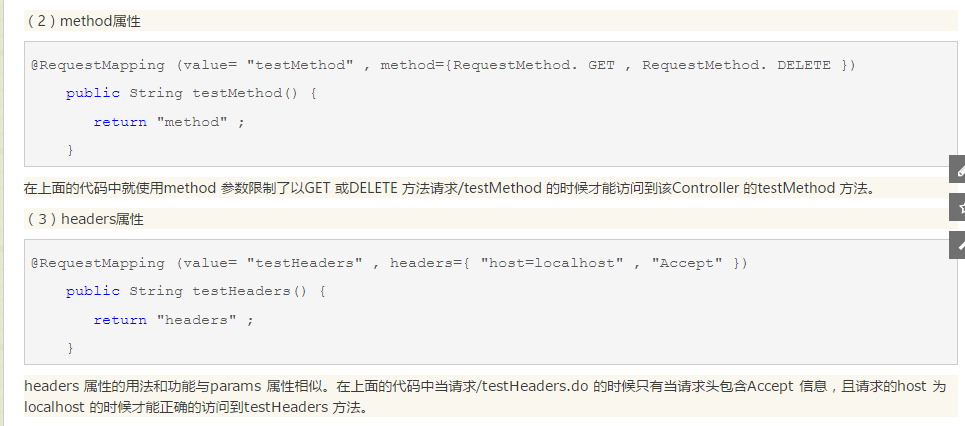 （2）method属性
@RequestMapping (value= "testMethod" , method={RequestMethod. GET , RequestMethod. DELETE })
public String testMethod() {
return "method" ;
}
在上面的代码中就使用method 参数限制了以GET 或DELETE 方法请求/testMethod 的时候才能访问到该Controller 的testMethod 方法。
（3）headers属性
@RequestMapping (value= "testHeaders" , headers={ "host=localhost" , "Accept" })
public String testHeaders() {
return "headers" ;
}
headers 属性的用法和功能与params 属性相似。在上面的代码中当请求/testHeaders.do 的时候只有当请求头包含Accept 信息，且请求的host 为
localhost 的时候才能正确的访问到testHeaders 方法。